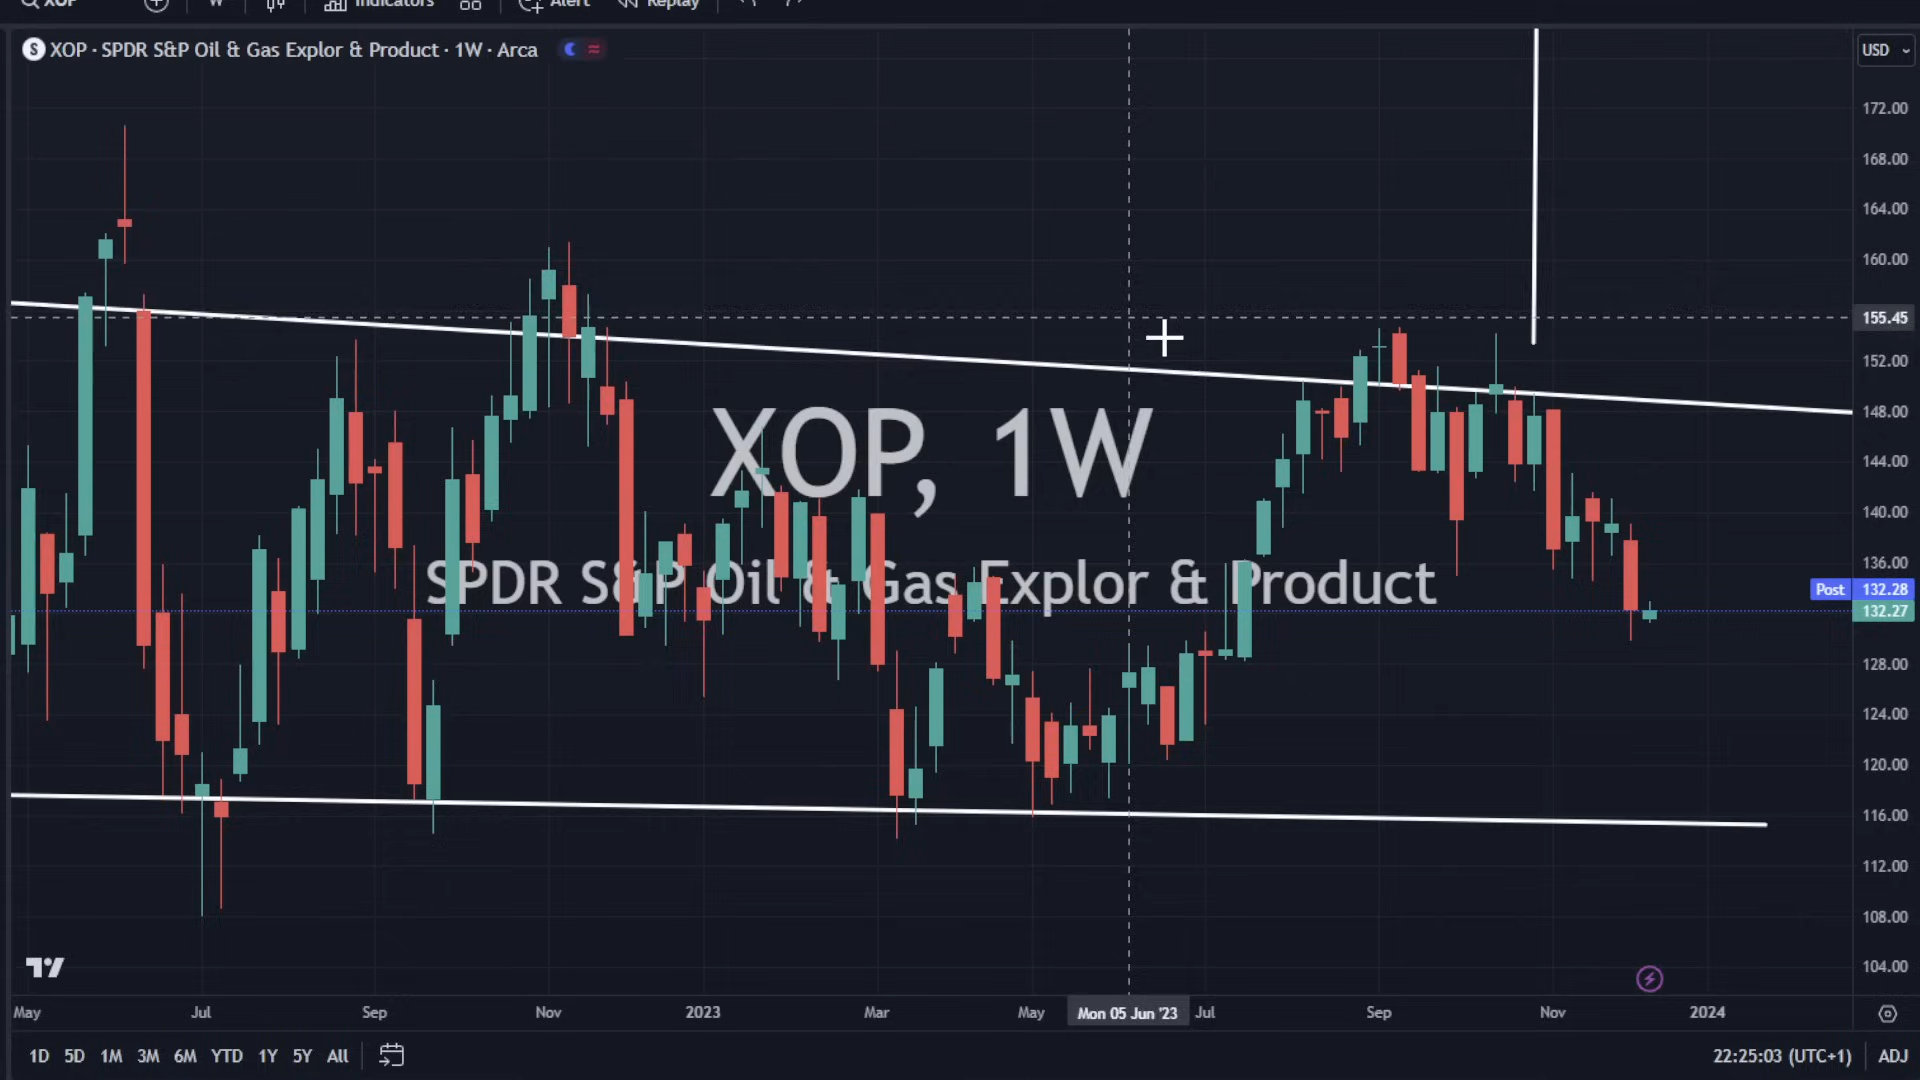 XOP
W
Indicators
Alert
Replay
S XOP · SPDR S&P Oil & Gas Explor & Product · 1W · Arca
USD
172.00
168.00
164.00
160.00
155.45
152.00
148.00
144.00
140.00
136.00
Post 132.28
132.27
128.00
124.00
120.00
116.00
112.00
108.00
104.00
XOP, 1W
SPDR S&P Oil & Gas Explor & Product
May Jul Sep Nov 2023 Mar May Mon 05 Jun '23 Jul Sep Nov 2024
1D 5D 1M 3M 6M YTD 1Y 5Y All 22:25:03 (UTC+1) ADJ